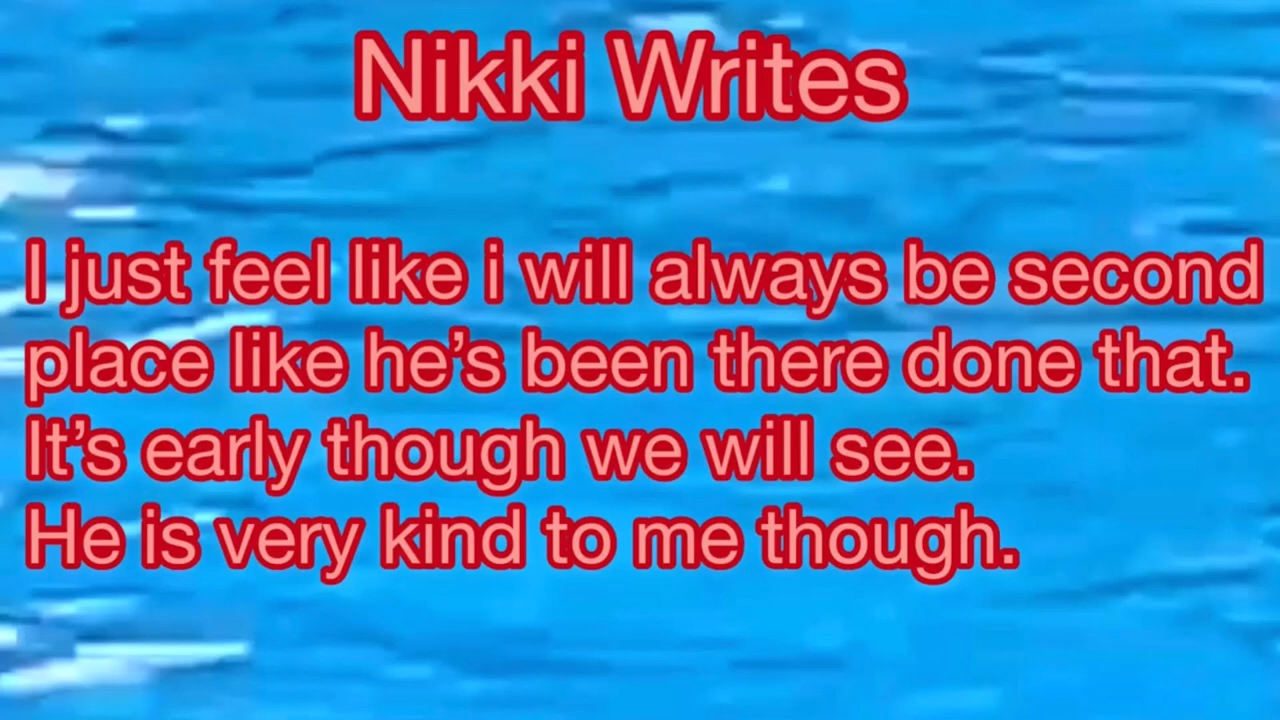 Nikki Writes
I just feel like i will always be second
place like he’s been there done that.
It’s early though we will see.
He is very kind to me though.